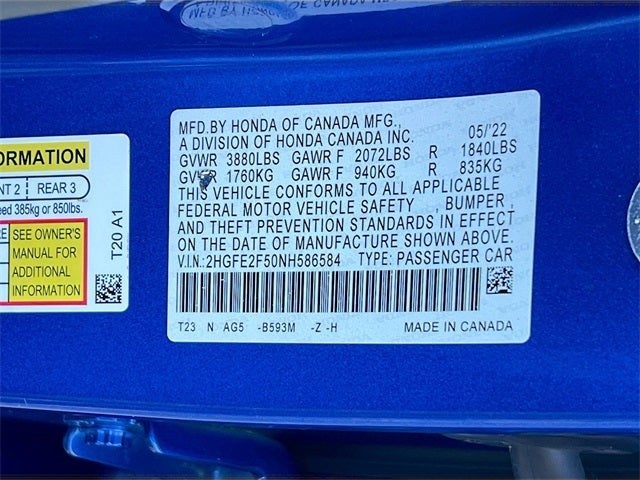 MFD.BY HONDA OF CANADA MFG.,
A DIVISION OF HONDA CANADA INC. 05/'22
GVWR 3880LBS GAWR F 2072LBS R 1840LBS
GVWR 1760KG GAWR F 940KG R 835KG
THIS VEHICLE CONFORMS TO ALL APPLICABLE
FEDERAL MOTOR VEHICLE SAFETY , BUMPER ,
AND THEFT PREVENTION STANDARDS IN EFFECT
ON THE DATE OF MANUFACTURE SHOWN ABOVE.
V.I.N.:2HGFE2F50NH586584 TYPE: PASSENGER CAR
T23 N AG5 -B593M -Z -H MADE IN CANADA
ORMATION
NT 2 REAR 3
eed 385kg or 850lbs.
RE SEE OWNER'S
MANUAL FOR
ADDITIONAL
INFORMATION
T20 A1